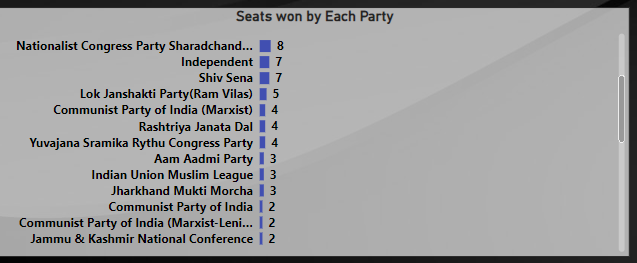 Seats won by Each Party
Nationalist Congress Party Sharadchand... 8
Independent 7
Shiv Sena 7
Lok Janshakti Party(Ram Vilas) 5
Communist Party of India (Marxist) 4
Rashtriya Janata Dal 4
Yuvajana Sramika Rythu Congress Party 4
Aam Aadmi Party 3
Indian Union Muslim League 3
Jharkhand Mukti Morcha 3
Communist Party of India 2
Communist Party of India (Marxist-Leni... 2
Jammu & Kashmir National Conference 2